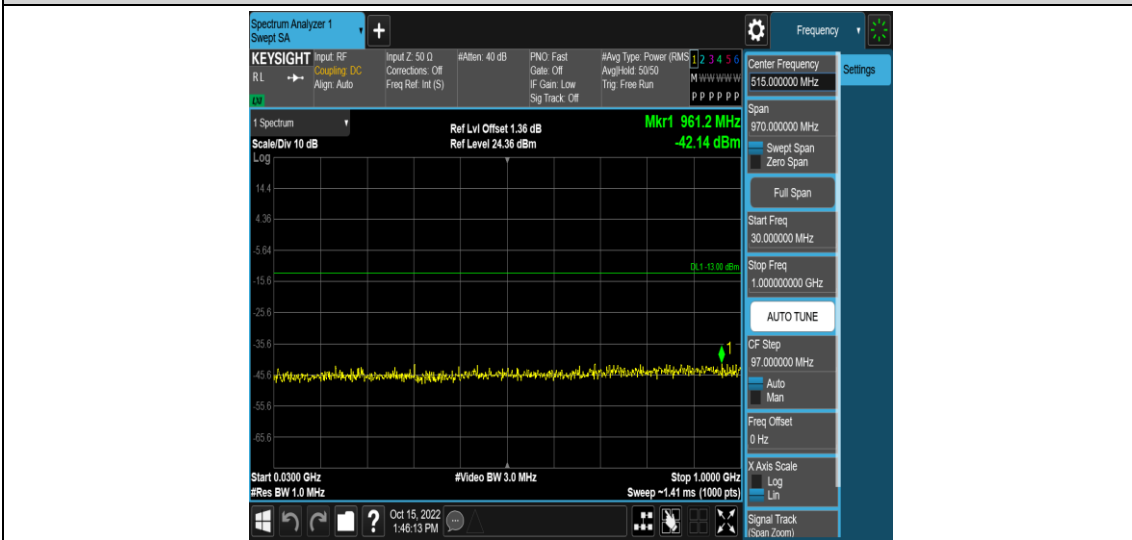 Spectrum Analyzer 1
Swept SA
+
Frequency
KEYSIGHT
RL
LXI
Input: RF
Coupling: DC
Align: Auto
Input Z: 50 Ω
Corrections: Off
Freq Ref: Int (S)
#Atten: 40 dB
PNO: Fast
Gate: Off
IF Gain: Low
Sig Track: Off
#Avg Type: Power (RMS
Avg|Hold: 50/50
Trig: Free Run
1 2 3 4 5 6
M W W W W W
P P P P P P
1 Spectrum
Scale/Div 10 dB
Log
Ref Lvl Offset 1.36 dB
Ref Level 24.36 dBm
Mkr1 961.2 MHz
-42.14 dBm
14.4
4.36
-5.64
DL1 -13.00 dBm
-15.6
-25.6
-35.6
1
-45.6
-55.6
-65.6
Start 0.0300 GHz
#Res BW 1.0 MHz
#Video BW 3.0 MHz
Stop 1.0000 GHz
Sweep ~1.41 ms (1000 pts)
?
Oct 15, 2022
1:46:13 PM
Center Frequency
515.000000 MHz
Settings
Span
970.000000 MHz
Swept Span
Zero Span
Full Span
Start Freq
30.000000 MHz
Stop Freq
1.000000000 GHz
AUTO TUNE
CF Step
97.000000 MHz
Auto
Man
Freq Offset
0 Hz
X Axis Scale
Log
Lin
Signal Track
(Span Zoom)